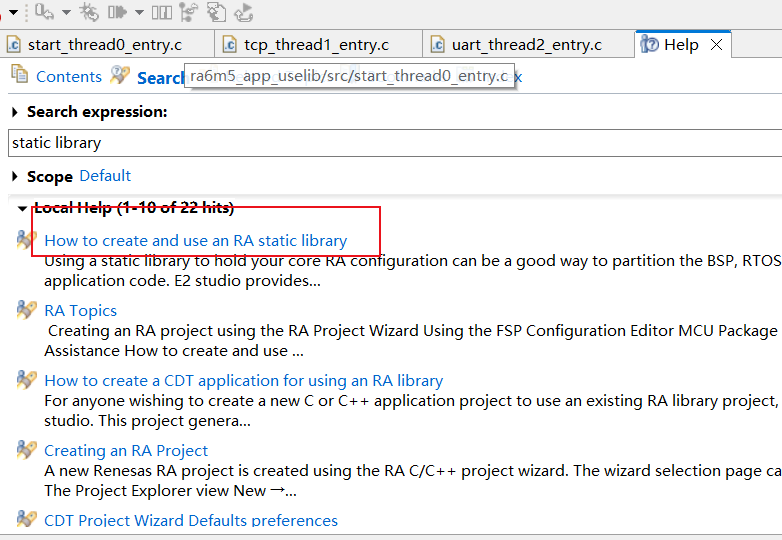 start_thread0_entry.c
tcp_thread1_entry.c
uart_thread2_entry.c
Help
Contents
Search
ra6m5_app_uselib/src/start_thread0_entry.c
x
Search expression:
static library
Scope Default
Local Help (1-10 of 22 hits)
How to create and use an RA static library
Using a static library to hold your core RA configuration can be a good way to partition the BSP, RTOS
application code. E2 studio provides...
RA Topics
Creating an RA project using the RA Project Wizard Using the FSP Configuration Editor MCU Package
Assistance How to create and use ...
How to create a CDT application for using an RA library
For anyone wishing to create a new C or C++ application project to use an existing RA library project,
studio. This project genera...
Creating an RA Project
A new Renesas RA project is created using the RA C/C++ project wizard. The wizard selection page ca
The Project Explorer view New →...
CDT Project Wizard Defaults preferences